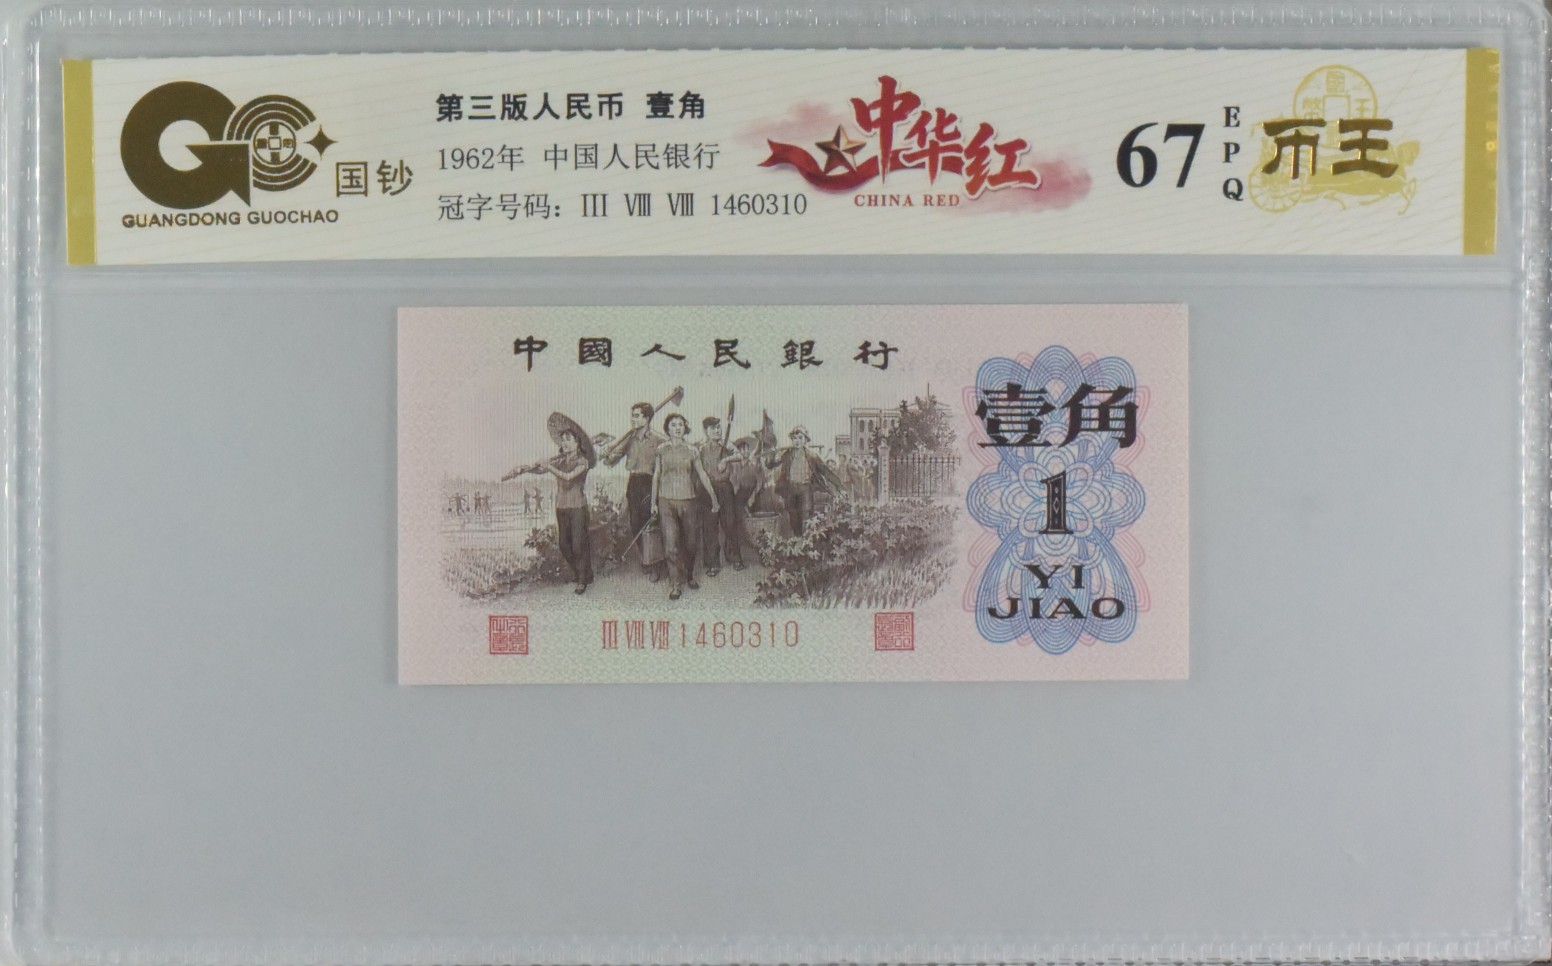 GUANGDONG GUOCHAO
国钞
第三版人民币 壹角
1962年 中国人民银行
冠字号码: III VIII VIII 1460310
中华红
CHINA RED
67
EPQ
币王
中國人民銀行
壹角
1
YI
JIAO
III VIII VIII 1460310